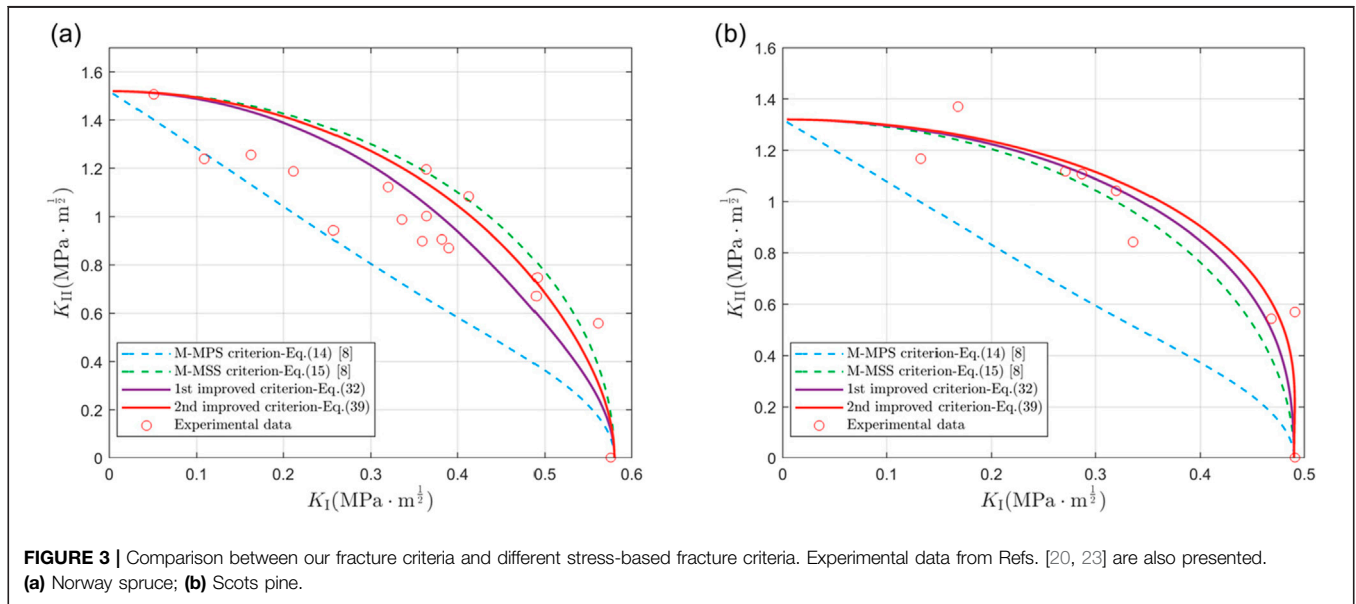 (a)
1.6
1.4
1.2
1
0.8
0.6
0.4
0.2
0
K_II(MPa · m^{1/2})
M-MPS criterion-Eq.(14) [8]
M-MSS criterion-Eq.(15) [8]
1st improved criterion-Eq.(32)
2nd improved criterion-Eq.(39)
Experimental data
0 0.1 0.2 0.3 0.4 0.5 0.6
K_I(MPa · m^{1/2})
(b)
1.6
1.4
1.2
1
0.8
0.6
0.4
0.2
0
K_II(MPa · m^{1/2})
M-MPS criterion-Eq.(14) [8]
M-MSS criterion-Eq.(15) [8]
1st improved criterion-Eq.(32)
2nd improved criterion-Eq.(39)
Experimental data
0 0.1 0.2 0.3 0.4 0.5
K_I(MPa · m^{1/2})
FIGURE 3 | Comparison between our fracture criteria and different stress-based fracture criteria. Experimental data from Refs. [20, 23] are also presented.
(a) Norway spruce; (b) Scots pine.